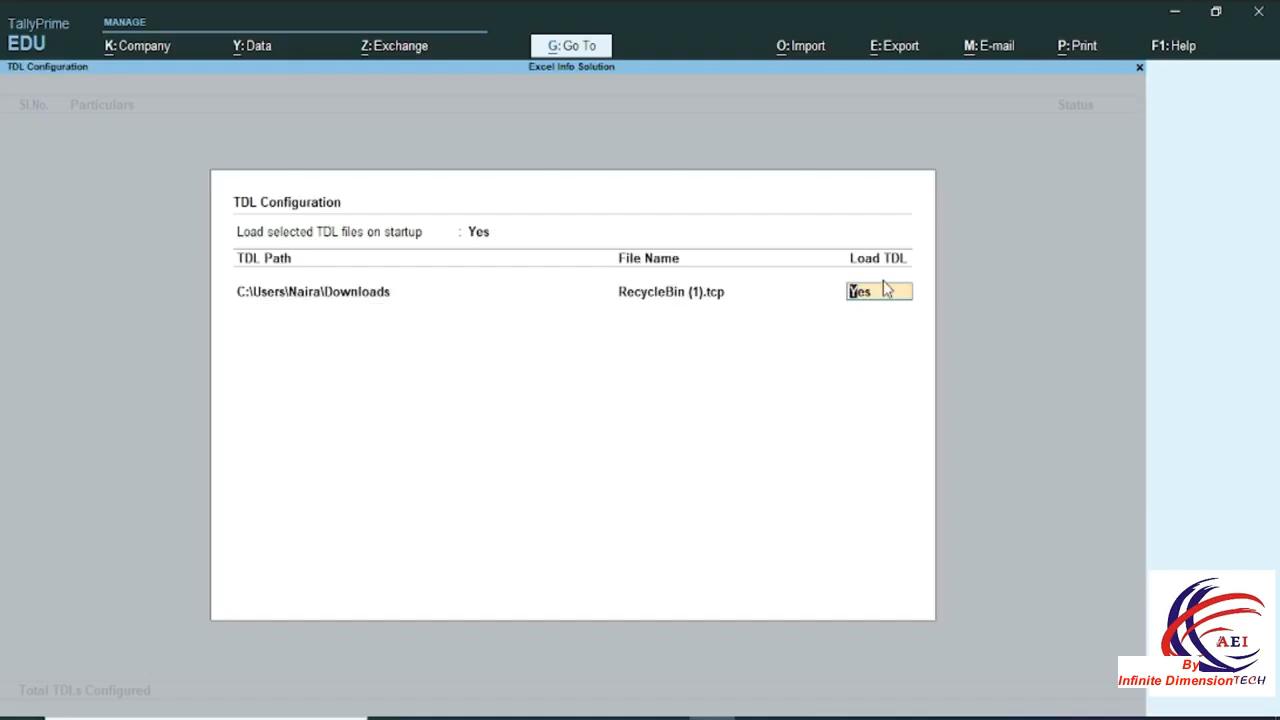 TallyPrime
EDU
MANAGE
K: Company Y: Data Z: Exchange G: Go To O: Import E: Export M: E-mail P: Print F1: Help
TDL Configuration Excel Info Solution x
Sl.No. Particulars Status
TDL Configuration
Load selected TDL files on startup : Yes
TDL Path File Name Load TDL
C:\Users\Naira\Downloads RecycleBin (1).tcp Yes
Total TDLs Configured
AEI
By
Infinite Dimension TECH